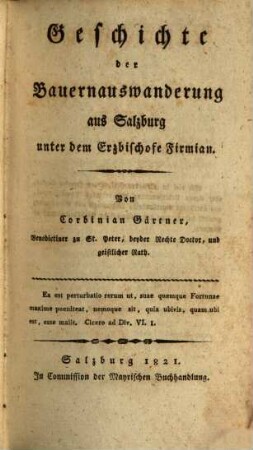 Geschichte
der
Bauernauswanderung
aus Salzburg
unter dem Erzbischofe Firmian.
Von
Corbinian Gärtner,
Benedictiner zu St. Peter, beyder Rechte Doctor, und
geistlicher Rath.
Ea est perturbatio rerum ut, suae quemque Fortunae
maxime poeniteat, nemoque sit, quin ubivis, quam ubi
est, esse malit. Cicero ad Div. VI. 1.
Salzburg 1821.
In Commission der Mayrischen Buchhandlung.